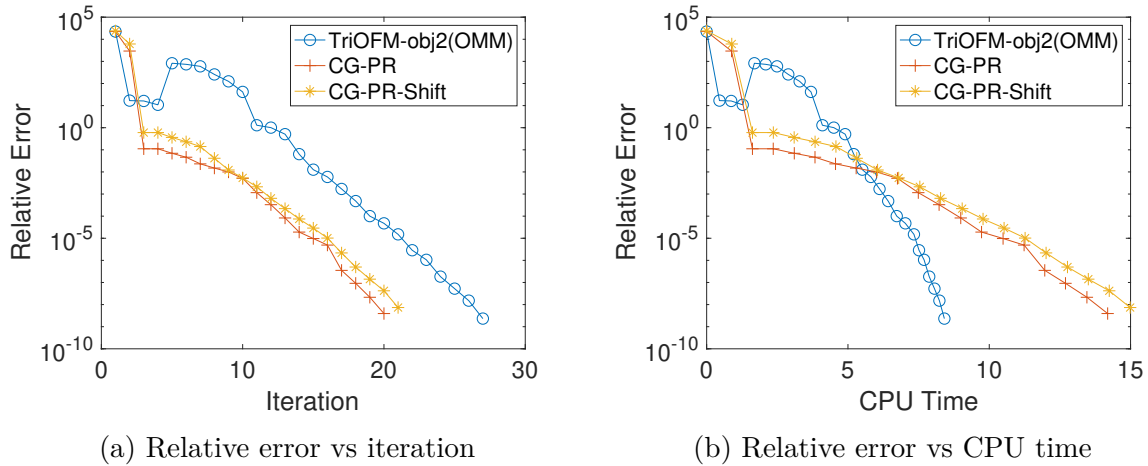 10^5
10^0
10^-5
10^-10
Relative Error
0
10
20
30
Iteration
TriOFM-obj2(OMM)
CG-PR
CG-PR-Shift
(a) Relative error vs iteration
10^5
10^0
10^-5
10^-10
Relative Error
0
5
10
15
CPU Time
TriOFM-obj2(OMM)
CG-PR
CG-PR-Shift
(b) Relative error vs CPU time